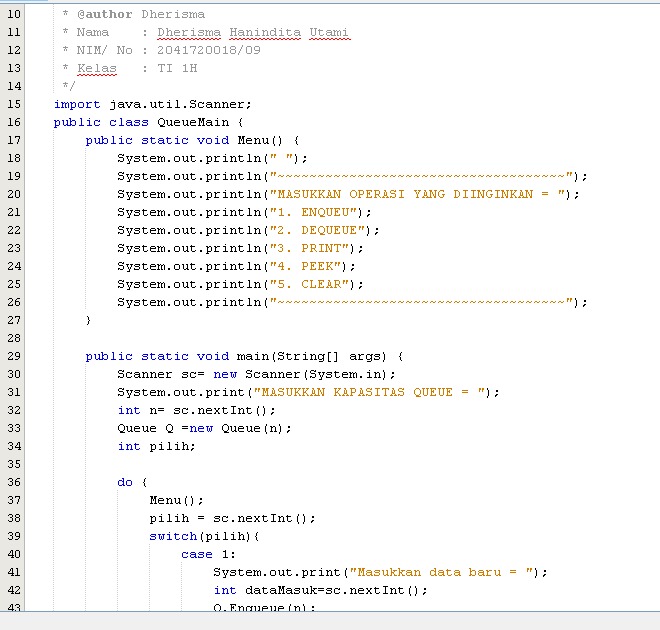 10 * @author Dherisma
11 * Nama : Dherisma Hanindita Utami
12 * NIM/ No : 2041720018/09
13 * Kelas : TI 1H
14 */
15 import java.util.Scanner;
16 public class QueueMain {
17 public static void Menu() {
18 System.out.println(" ");
19 System.out.println("~~~~~~~~~~~~~~~~~~~~~~~~~~~~~~~~~~~~");
20 System.out.println("MASUKKAN OPERASI YANG DIINGINKAN = ");
21 System.out.println("1. ENQUEU");
22 System.out.println("2. DEQUEUE");
23 System.out.println("3. PRINT");
24 System.out.println("4. PEEK");
25 System.out.println("5. CLEAR");
26 System.out.println("~~~~~~~~~~~~~~~~~~~~~~~~~~~~~~~~~~~~");
27 }
28
29 public static void main(String[] args) {
30 Scanner sc= new Scanner(System.in);
31 System.out.print("MASUKKAN KAPASITAS QUEUE = ");
32 int n= sc.nextInt();
33 Queue Q =new Queue(n);
34 int pilih;
35
36 do {
37 Menu();
38 pilih = sc.nextInt();
39 switch(pilih){
40 case 1:
41 System.out.print("Masukkan data baru = ");
42 int dataMasuk=sc.nextInt();
43 Q.Enqueue(n);